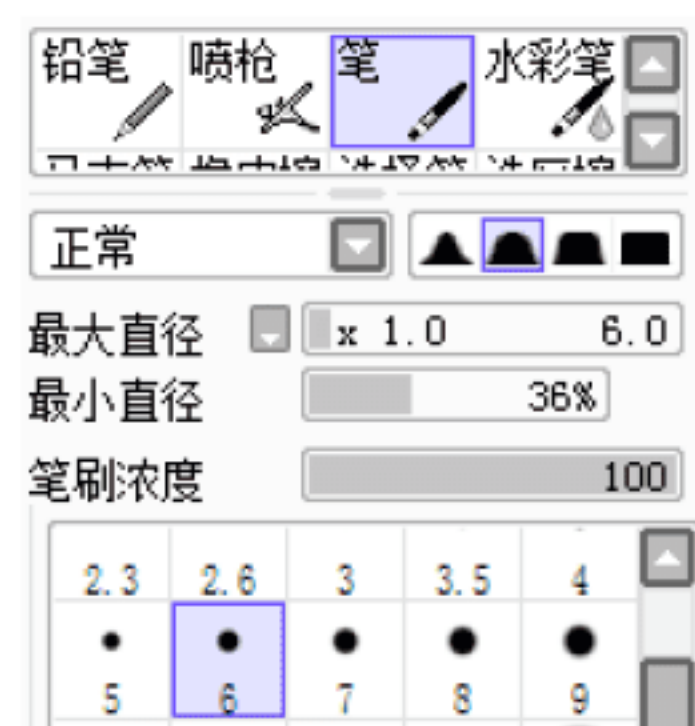 铅笔 喷枪 笔 水彩笔
正常
最大直径 x 1.0 6.0
最小直径 36%
笔刷浓度 100
2.3 2.6 3 3.5 4
5 6 7 8 9